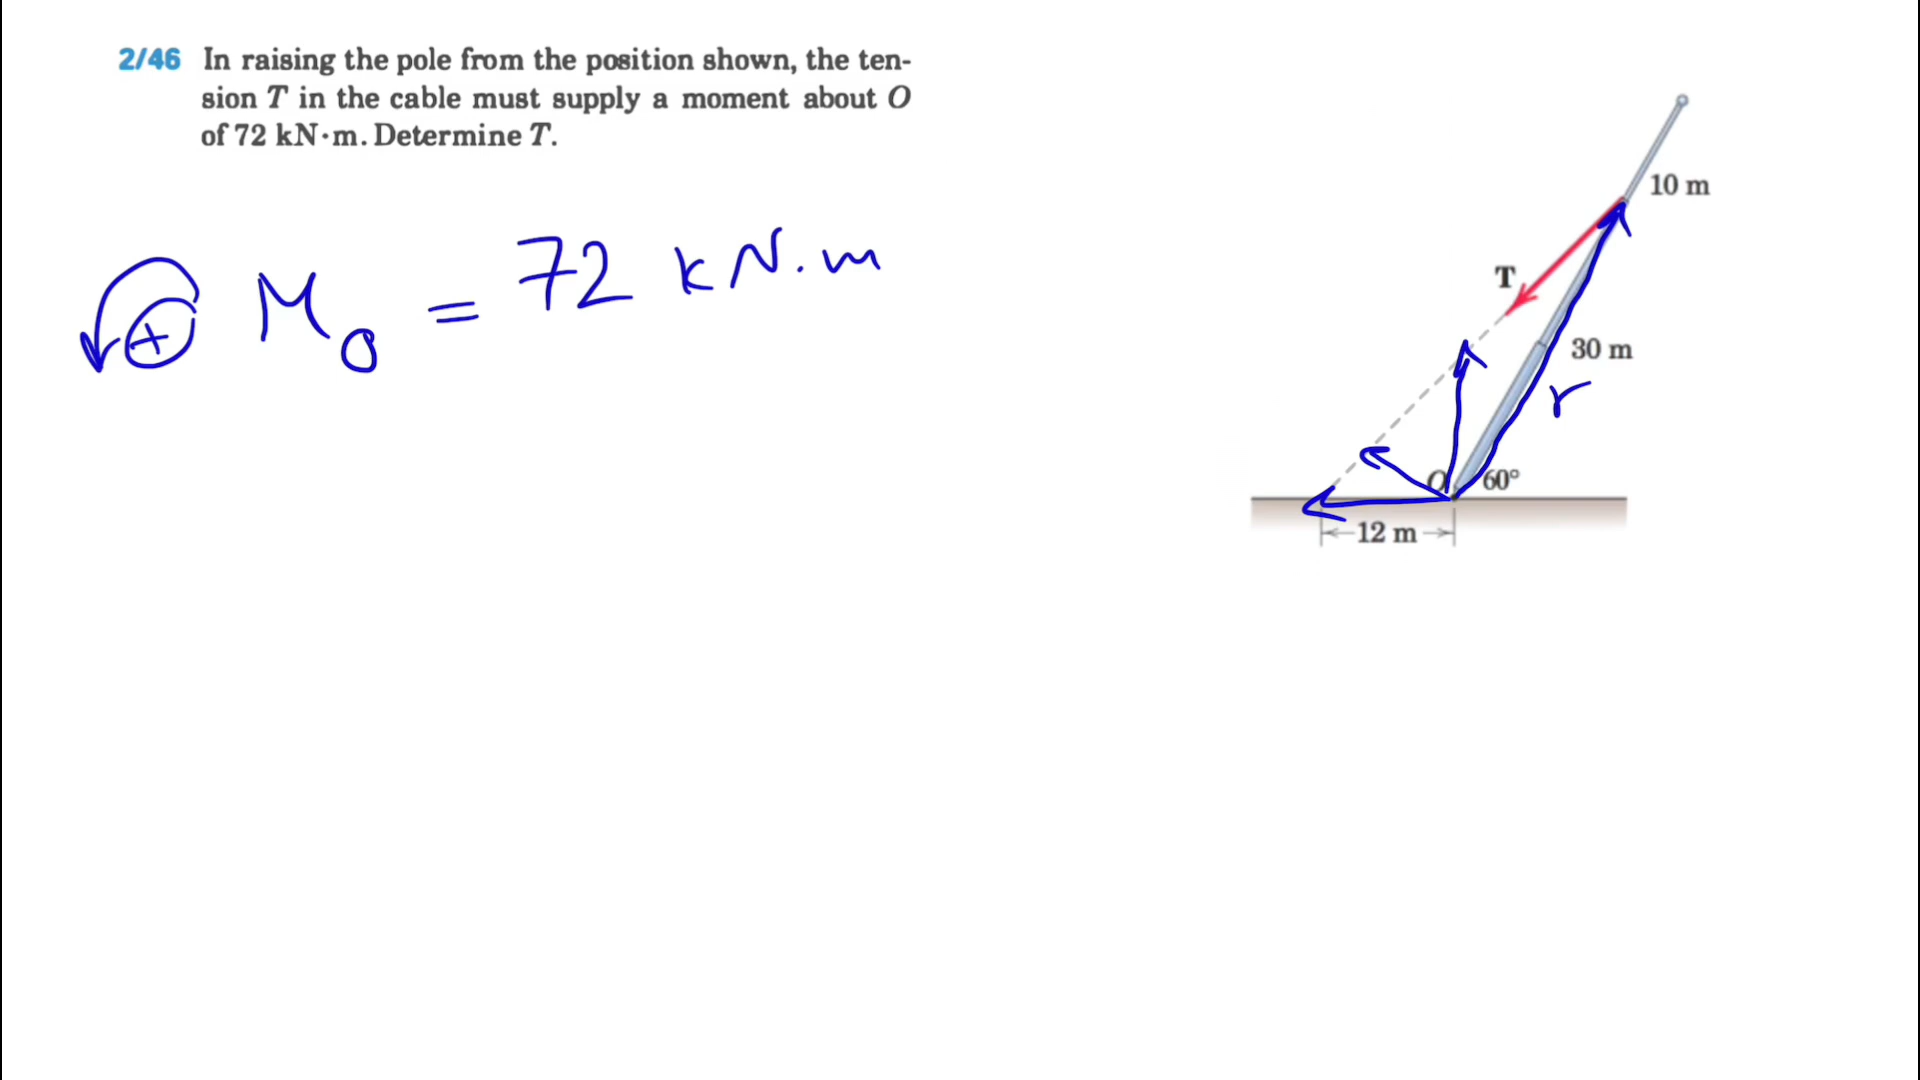 2/46 In raising the pole from the position shown, the ten-
sion T in the cable must supply a moment about O
of 72 kN·m. Determine T.
+ M_O = 72 kN.m
10 m
T
30 m
r
O
60°
12 m